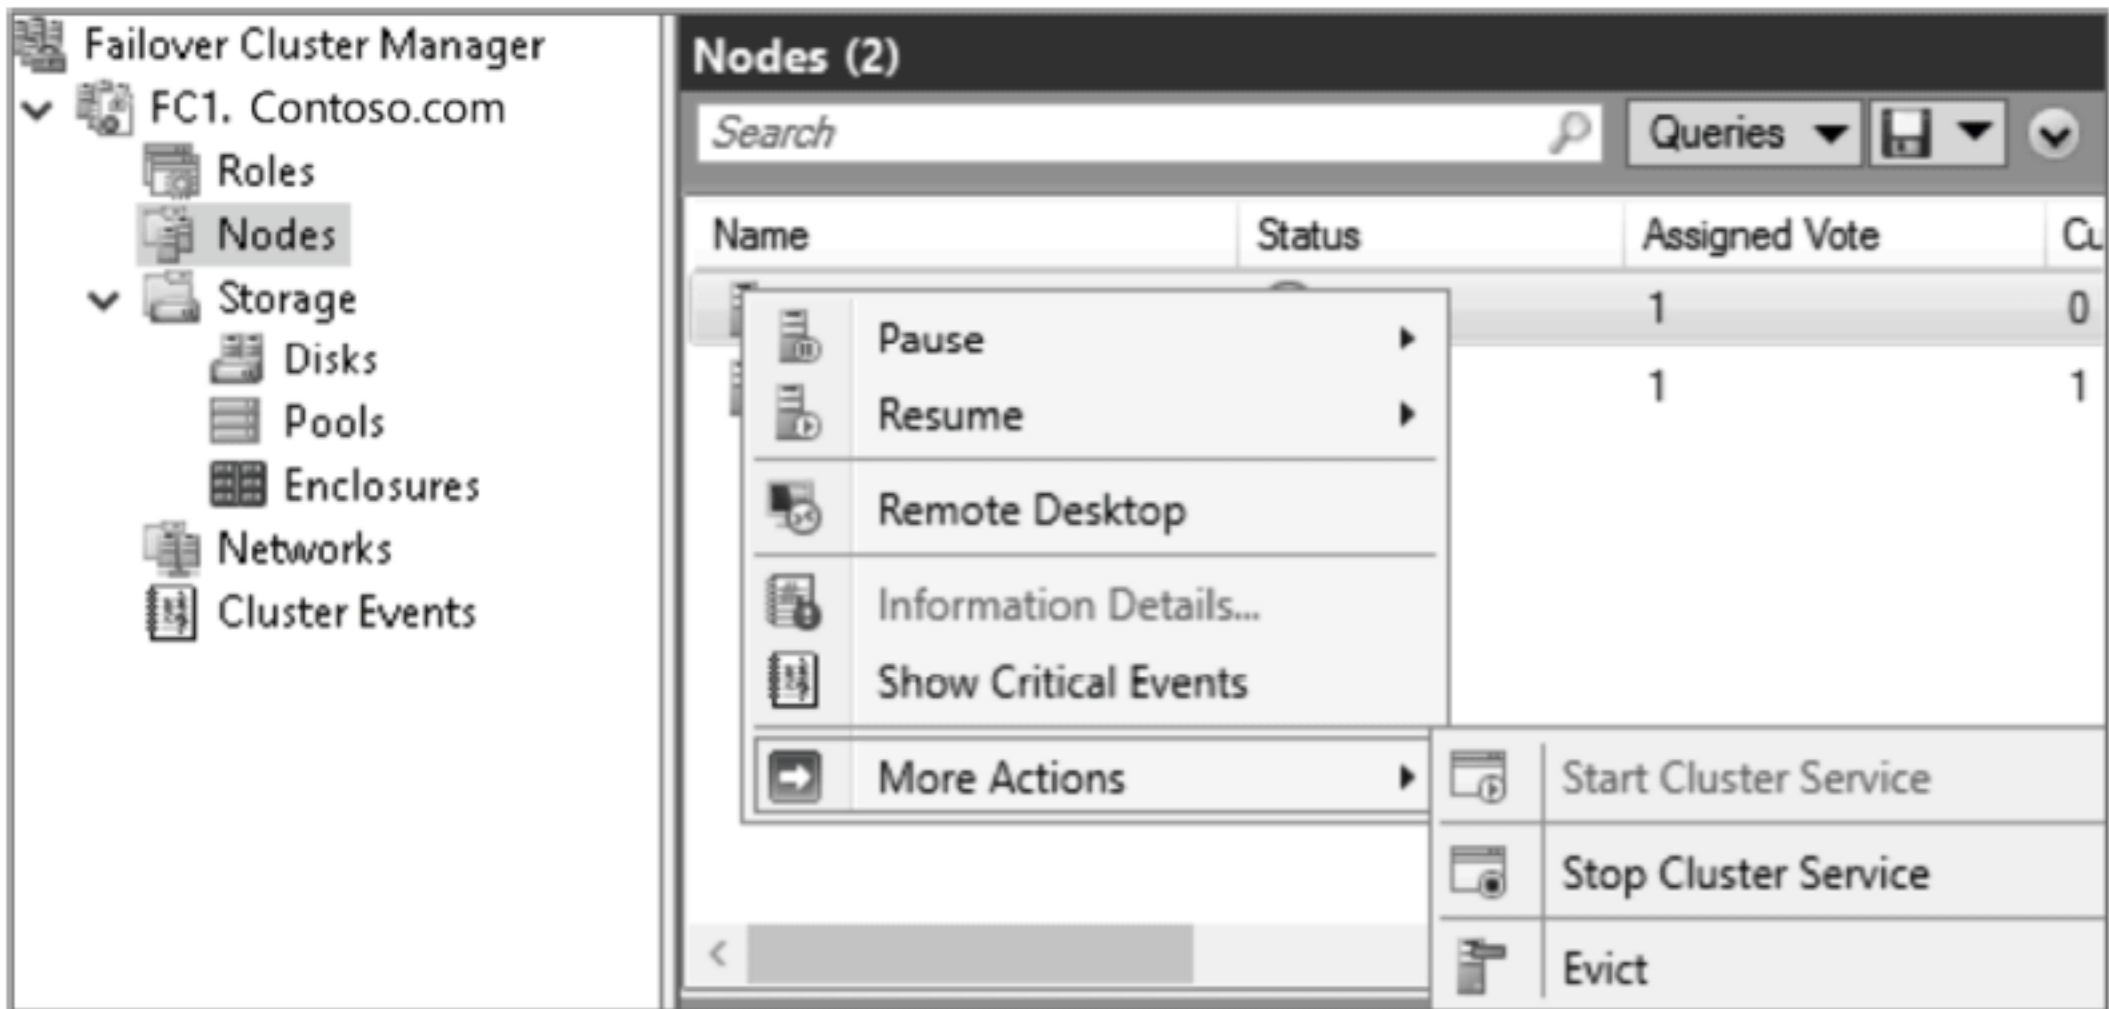 Failover Cluster Manager
FC1. Contoso.com
Roles
Nodes
Storage
Disks
Pools
Enclosures
Networks
Cluster Events
Nodes (2)
Search
Queries
Name Status Assigned Vote Cu
1 0
1 1
Pause
Resume
Remote Desktop
Information Details...
Show Critical Events
More Actions
Start Cluster Service
Stop Cluster Service
Evict